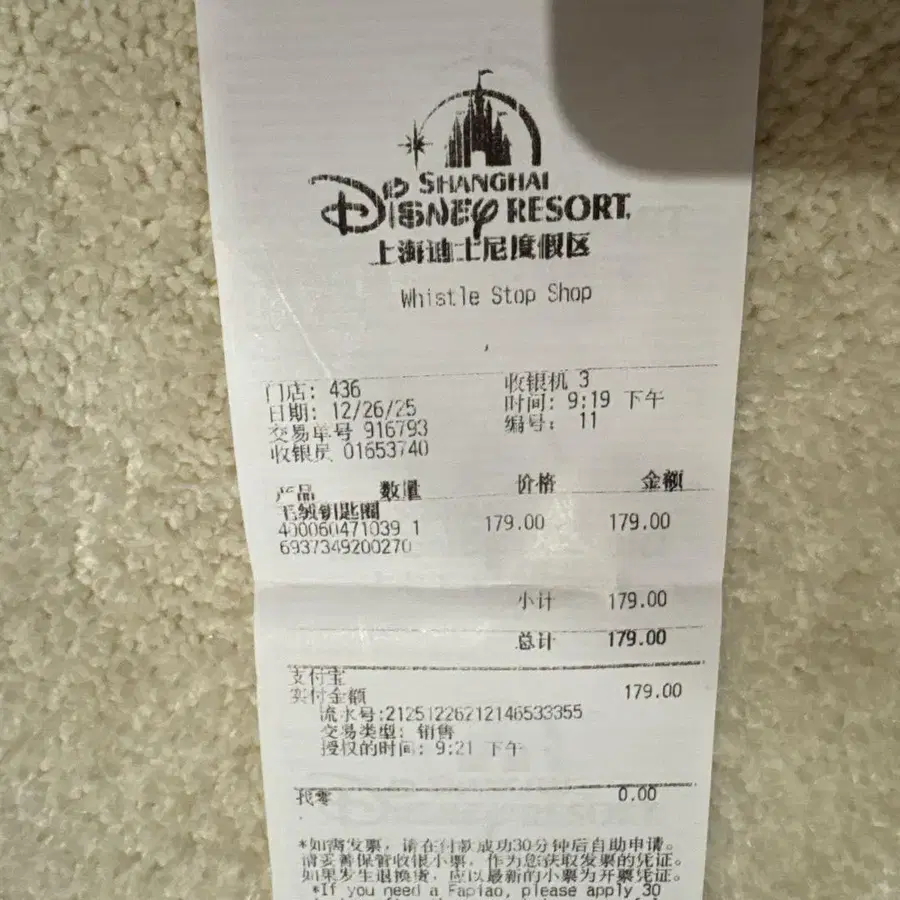 SHANGHAI
Disney RESORT
上海迪士尼度假区
Whistle Stop Shop
门店: 436 收银机 3
日期: 12/26/25 时间: 9:19 下午
交易单号 916793 编号: 11
收银员 01653740
产品 数量 价格 金额
毛绒钥匙圈
400060471039 1 179.00 179.00
6937349200270
小计 179.00
总计 179.00
支付宝
实付金额 179.00
流水号:21251226212146533355
交易类型: 销售
授权的时间: 9:21 下午
找零 0.00
*如需发票，请在付款成功30分钟后自助申请。
请妥善保管收银小票，作为您获取发票的凭证。
如果发生退换货，应以最新的小票为开票凭证。
*If you need a Fapiao, please apply 30